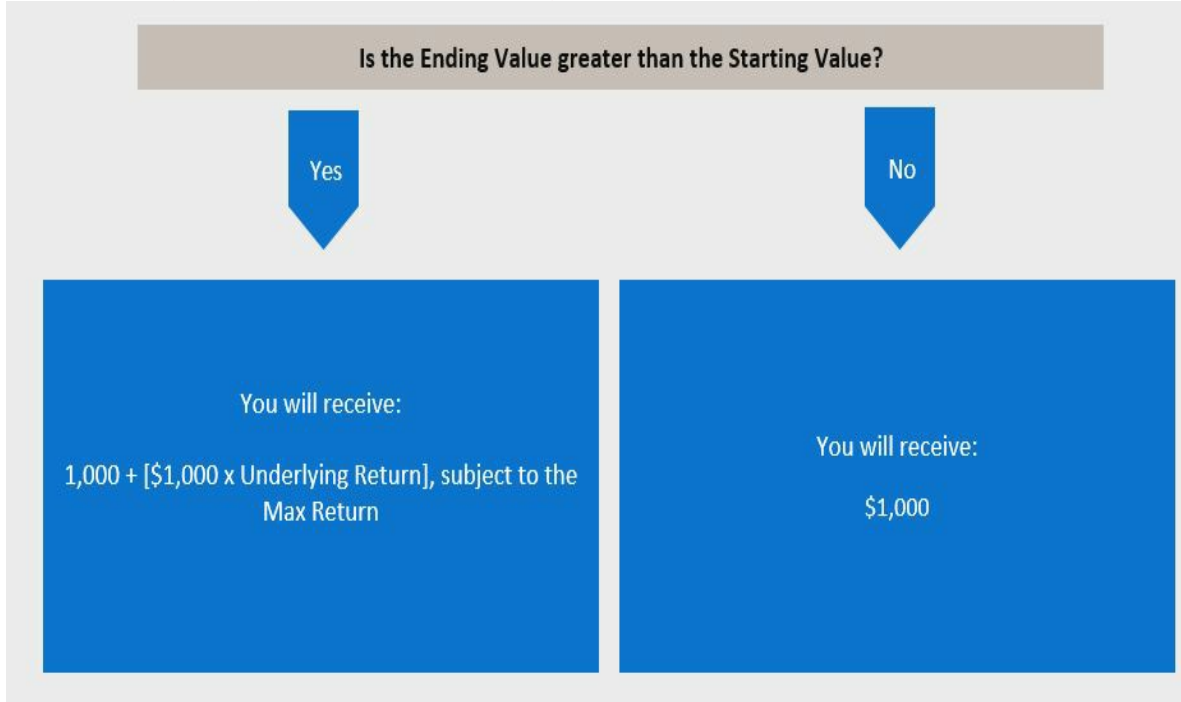 Is the Ending Value greater than the Starting Value?
Yes
No
You will receive:
1,000 + [$1,000 x Underlying Return], subject to the
Max Return
You will receive:
$1,000